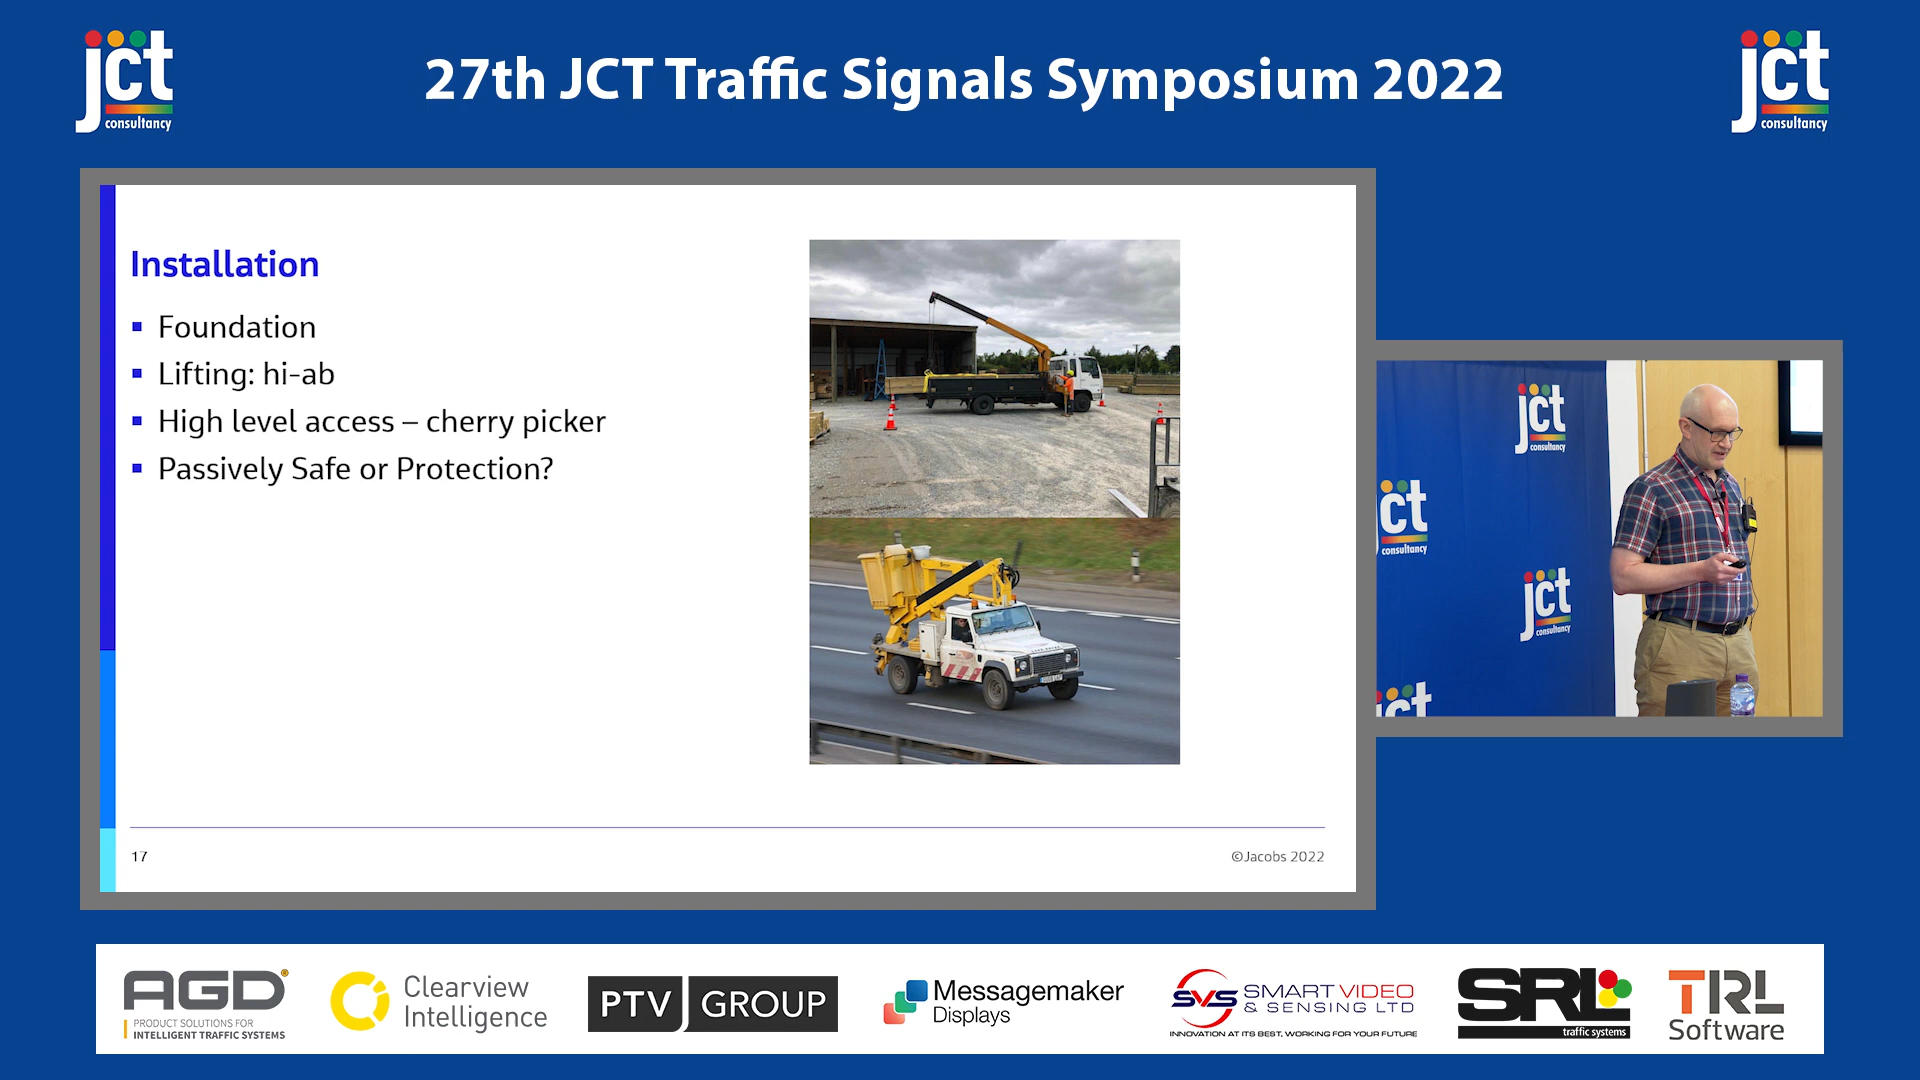 jct
consultancy
27th JCT Traffic Signals Symposium 2022
jct
consultancy
Installation
Foundation
Lifting: hi-ab
High level access – cherry picker
Passively Safe or Protection?
17
©Jacobs 2022
jct
consultancy
jct
consultancy
jct
consultancy
jct
AGD
PRODUCT SOLUTIONS FOR
INTELLIGENT TRAFFIC SYSTEMS
Clearview
Intelligence
PTV GROUP
Messagemaker
Displays
SVS SMART VIDEO
& SENSING LTD
INNOVATION AT ITS BEST, WORKING FOR YOUR FUTURE
SRL
traffic systems
TRL
Software